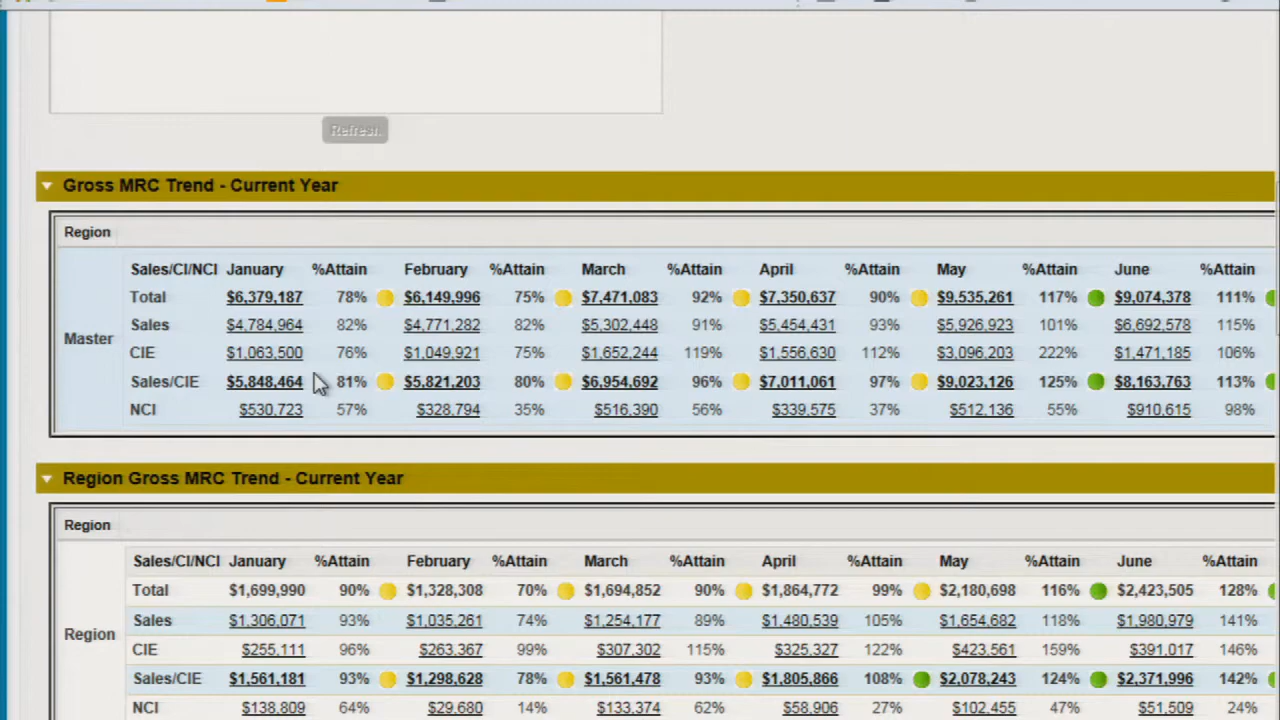 Refresh
Gross MRC Trend - Current Year
Region
Sales/CI/NCI January %Attain February %Attain March %Attain April %Attain May %Attain June %Attain
Total $6,379,187 78% $6,149,996 75% $7,471,083 92% $7,350,637 90% $9,535,261 117% $9,074,378 111%
Sales $4,784,964 82% $4,771,282 82% $5,302,448 91% $5,454,431 93% $5,926,923 101% $6,692,578 115%
Master
CIE $1,063,500 76% $1,049,921 75% $1,652,244 119% $1,556,630 112% $3,096,203 222% $1,471,185 106%
Sales/CIE $5,848,464 81% $5,821,203 80% $6,954,692 96% $7,011,061 97% $9,023,126 125% $8,163,763 113%
NCI $530,723 57% $328,794 35% $516,390 56% $339,575 37% $512,136 55% $910,615 98%
Region Gross MRC Trend - Current Year
Region
Sales/CI/NCI January %Attain February %Attain March %Attain April %Attain May %Attain June %Attain
Total $1,699,990 90% $1,328,308 70% $1,694,852 90% $1,864,772 99% $2,180,698 116% $2,423,505 128%
Sales $1,306,071 93% $1,035,261 74% $1,254,177 89% $1,480,539 105% $1,654,682 118% $1,980,979 141%
Region
CIE $255,111 96% $263,367 99% $307,302 115% $325,327 122% $423,561 159% $391,017 146%
Sales/CIE $1,561,181 93% $1,298,628 78% $1,561,478 93% $1,805,866 108% $2,078,243 124% $2,371,996 142%
NCI $138,809 64% $29,680 14% $133,374 62% $58,906 27% $102,455 47% $51,509 24%